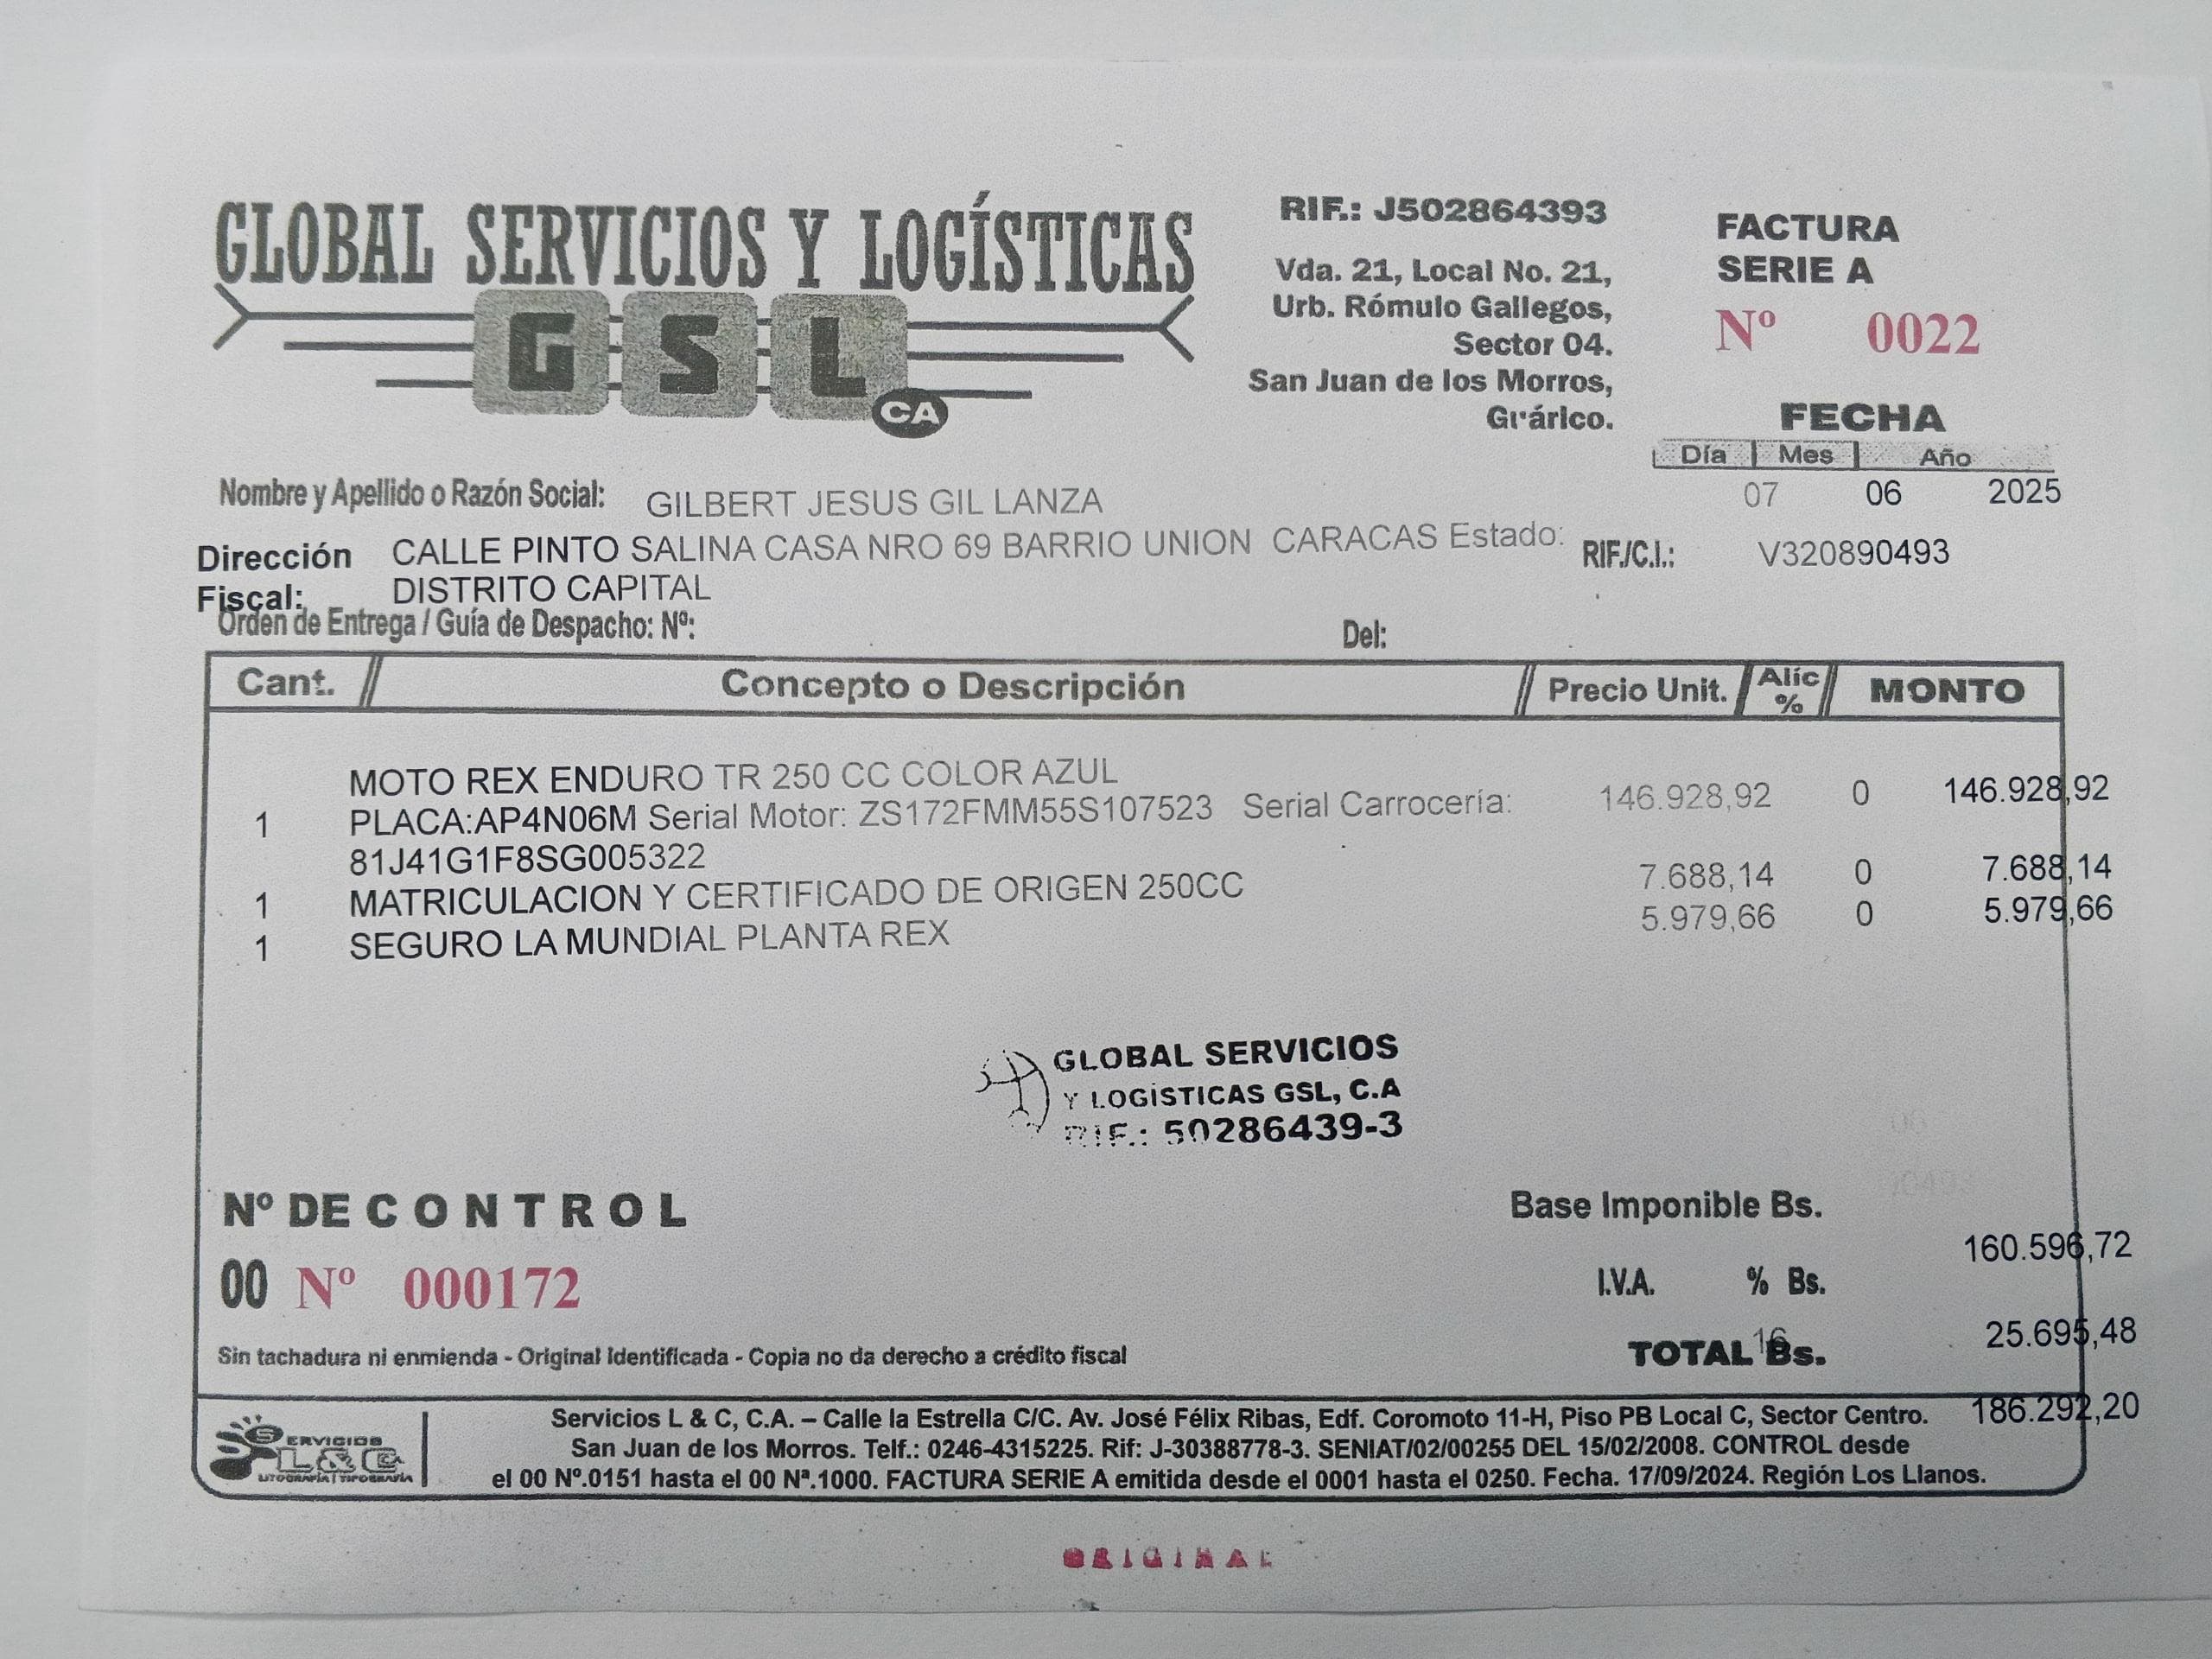 GLOBAL SERVICIOS Y LOGÍSTICAS
GSL
CA
RIF.: J502864393
Vda. 21, Local No. 21,
Urb. Rómulo Gallegos,
Sector 04.
San Juan de los Morros,
Guárico.
FACTURA
SERIE A
Nº 0022
FECHA
Día Mes Año
07 06 2025
Nombre y Apellido o Razón Social: GILBERT JESUS GIL LANZA
Dirección CALLE PINTO SALINA CASA NRO 69 BARRIO UNION CARACAS Estado:
Fiscal: DISTRITO CAPITAL
RIF./C.I.: V320890493
Orden de Entrega / Guía de Despacho: Nº: Del:
Cant. Concepto o Descripción Precio Unit. Alíc % MONTO
MOTO REX ENDURO TR 250 CC COLOR AZUL
1 PLACA:AP4N06M Serial Motor: ZS172FMM55S107523 Serial Carrocería: 146.928,92 0 146.928,92
81J41G1F8SG005322
1 MATRICULACION Y CERTIFICADO DE ORIGEN 250CC 7.688,14 0 7.688,14
1 SEGURO LA MUNDIAL PLANTA REX 5.979,66 0 5.979,66
GLOBAL SERVICIOS
Y LOGÍSTICAS GSL, C.A
RIF.: 50286439-3
Nº DE CONTROL
00 Nº 000172
Base Imponible Bs.
160.596,72
I.V.A. % Bs.
16 25.695,48
TOTAL Bs.
186.292,20
Sin tachadura ni enmienda - Original Identificada - Copia no da derecho a crédito fiscal
SERVICIOS
L&C
LITOGRAFÍA | TIPOGRAFÍA
Servicios L & C, C.A. – Calle la Estrella C/C. Av. José Félix Ribas, Edf. Coromoto 11-H, Piso PB Local C, Sector Centro.
San Juan de los Morros. Telf.: 0246-4315225. Rif: J-30388778-3. SENIAT/02/00255 DEL 15/02/2008. CONTROL desde
el 00 Nº.0151 hasta el 00 Nª.1000. FACTURA SERIE A emitida desde el 0001 hasta el 0250. Fecha. 17/09/2024. Región Los Llanos.
ORIGINAL